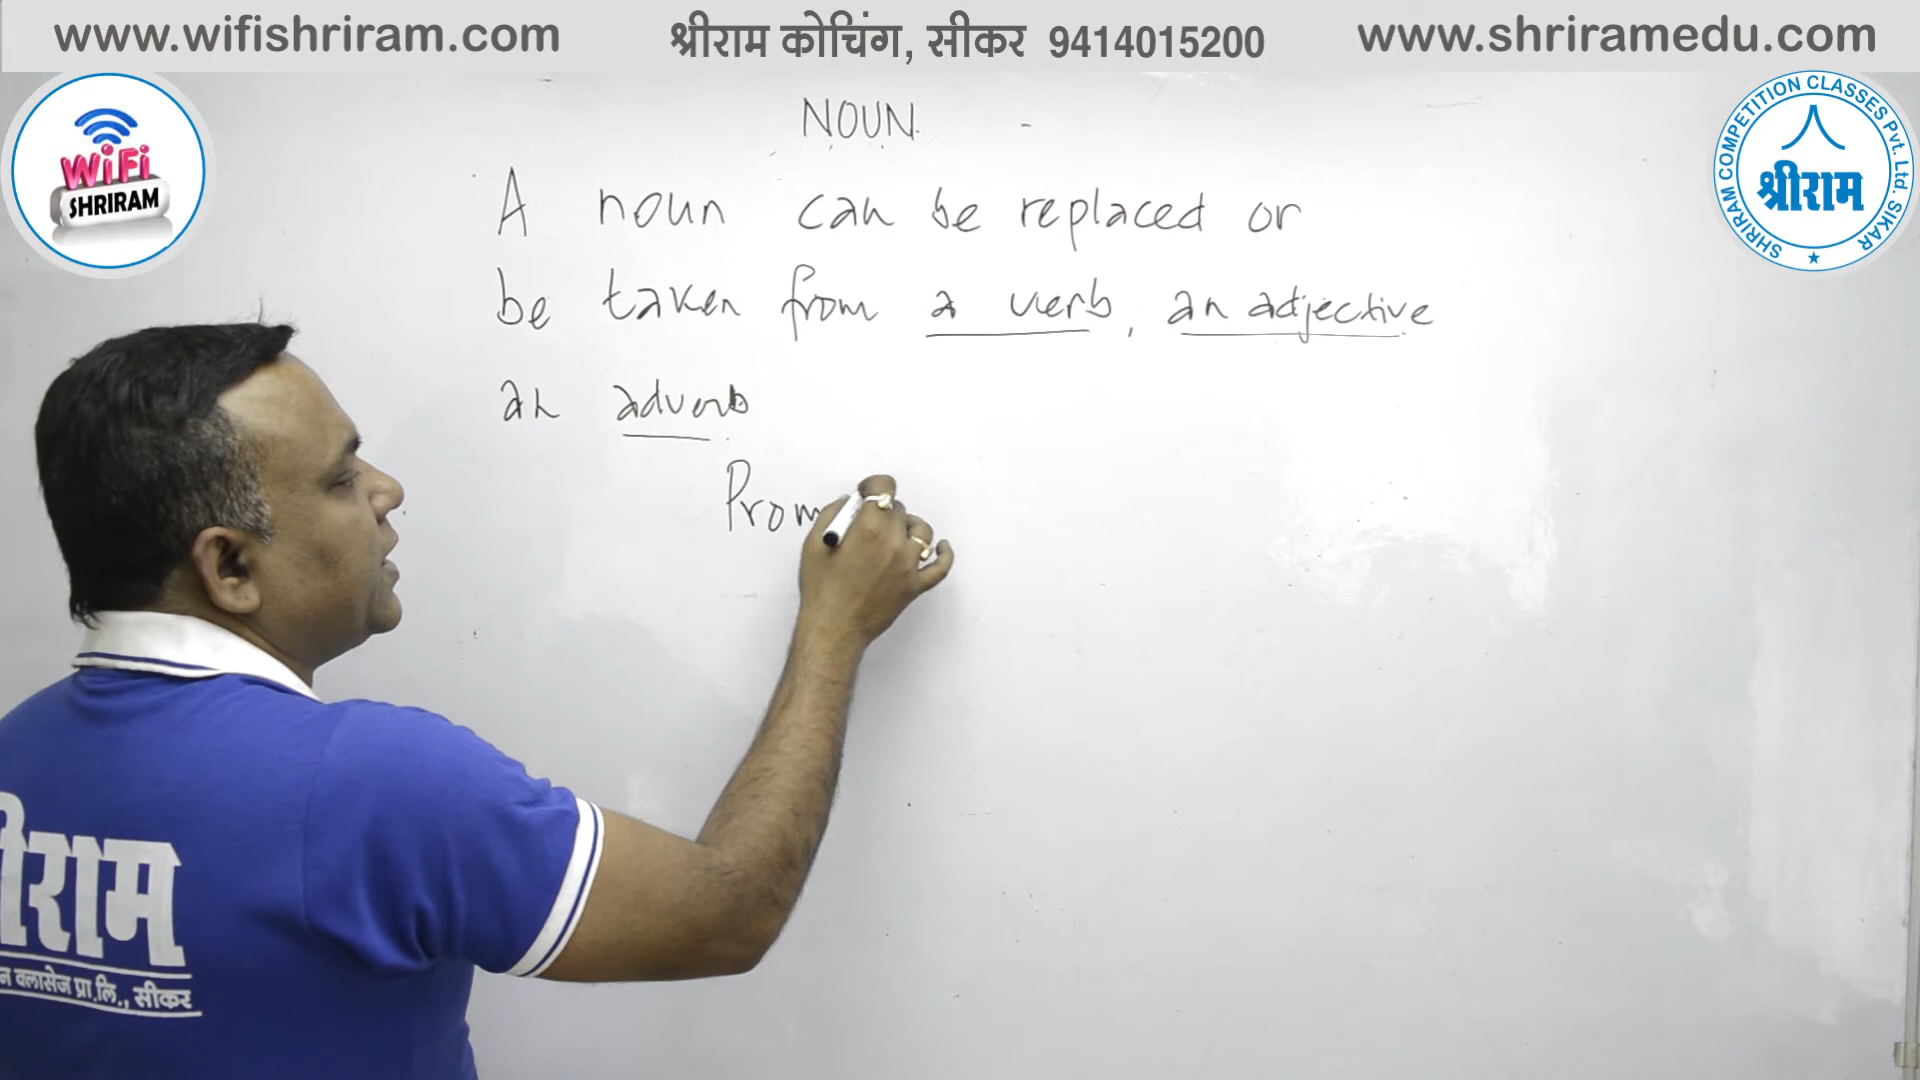 www.wifishriram.com श्रीराम कोचिंग, सीकर 9414015200 www.shriramedu.com
WiFi
SHRIRAM
SHRIRAM COMPETITION CLASSES Pvt. Ltd. SIKAR
श्रीराम
NOUN
A noun can be replaced or
be taken from a verb, an adjective
an adverb
Prom
ीराम
न क्लासेज प्रा.लि., सीकर